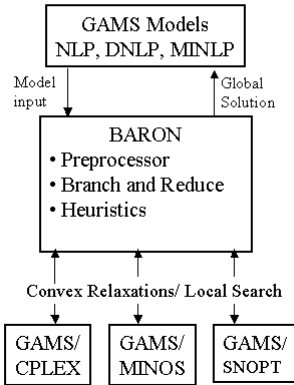 GAMS Models
NLP, DNLP, MINLP
Model
input
Global
Solution
BARON
• Preprocessor
• Branch and Reduce
• Heuristics
Convex Relaxations/ Local Search
GAMS/
CPLEX
GAMS/
MINOS
GAMS/
SNOPT